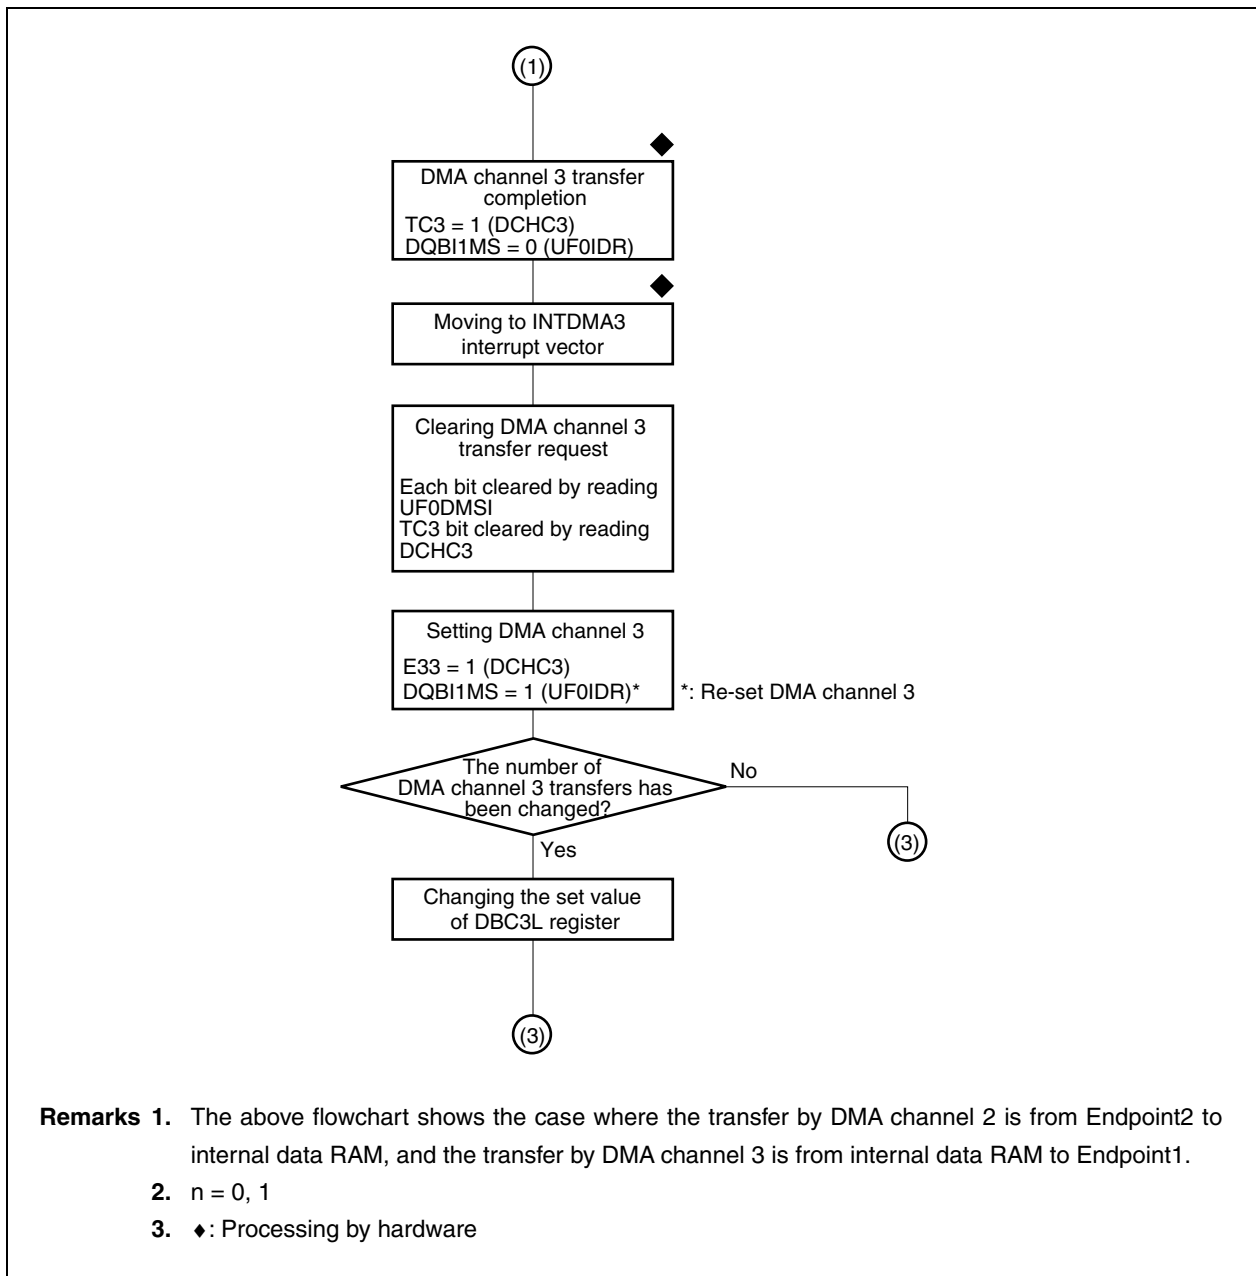 (1)
◆
DMA channel 3 transfer
completion
TC3 = 1 (DCHC3)
DQBI1MS = 0 (UF0IDR)
◆
Moving to INTDMA3
interrupt vector
Clearing DMA channel 3
transfer request
Each bit cleared by reading
UF0DMSI
TC3 bit cleared by reading
DCHC3
Setting DMA channel 3
E33 = 1 (DCHC3)
DQBI1MS = 1 (UF0IDR)* *: Re-set DMA channel 3
The number of
DMA channel 3 transfers has
been changed?
No
(3)
Yes
Changing the set value
of DBC3L register
(3)
Remarks 1. The above flowchart shows the case where the transfer by DMA channel 2 is from Endpoint2 to
internal data RAM, and the transfer by DMA channel 3 is from internal data RAM to Endpoint1.
2. n = 0, 1
3. ♦: Processing by hardware